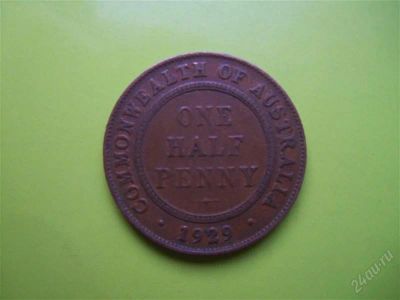 COMMONWEALTH OF AUSTRALIA
ONE
HALF
PENNY
1929
24au.ru